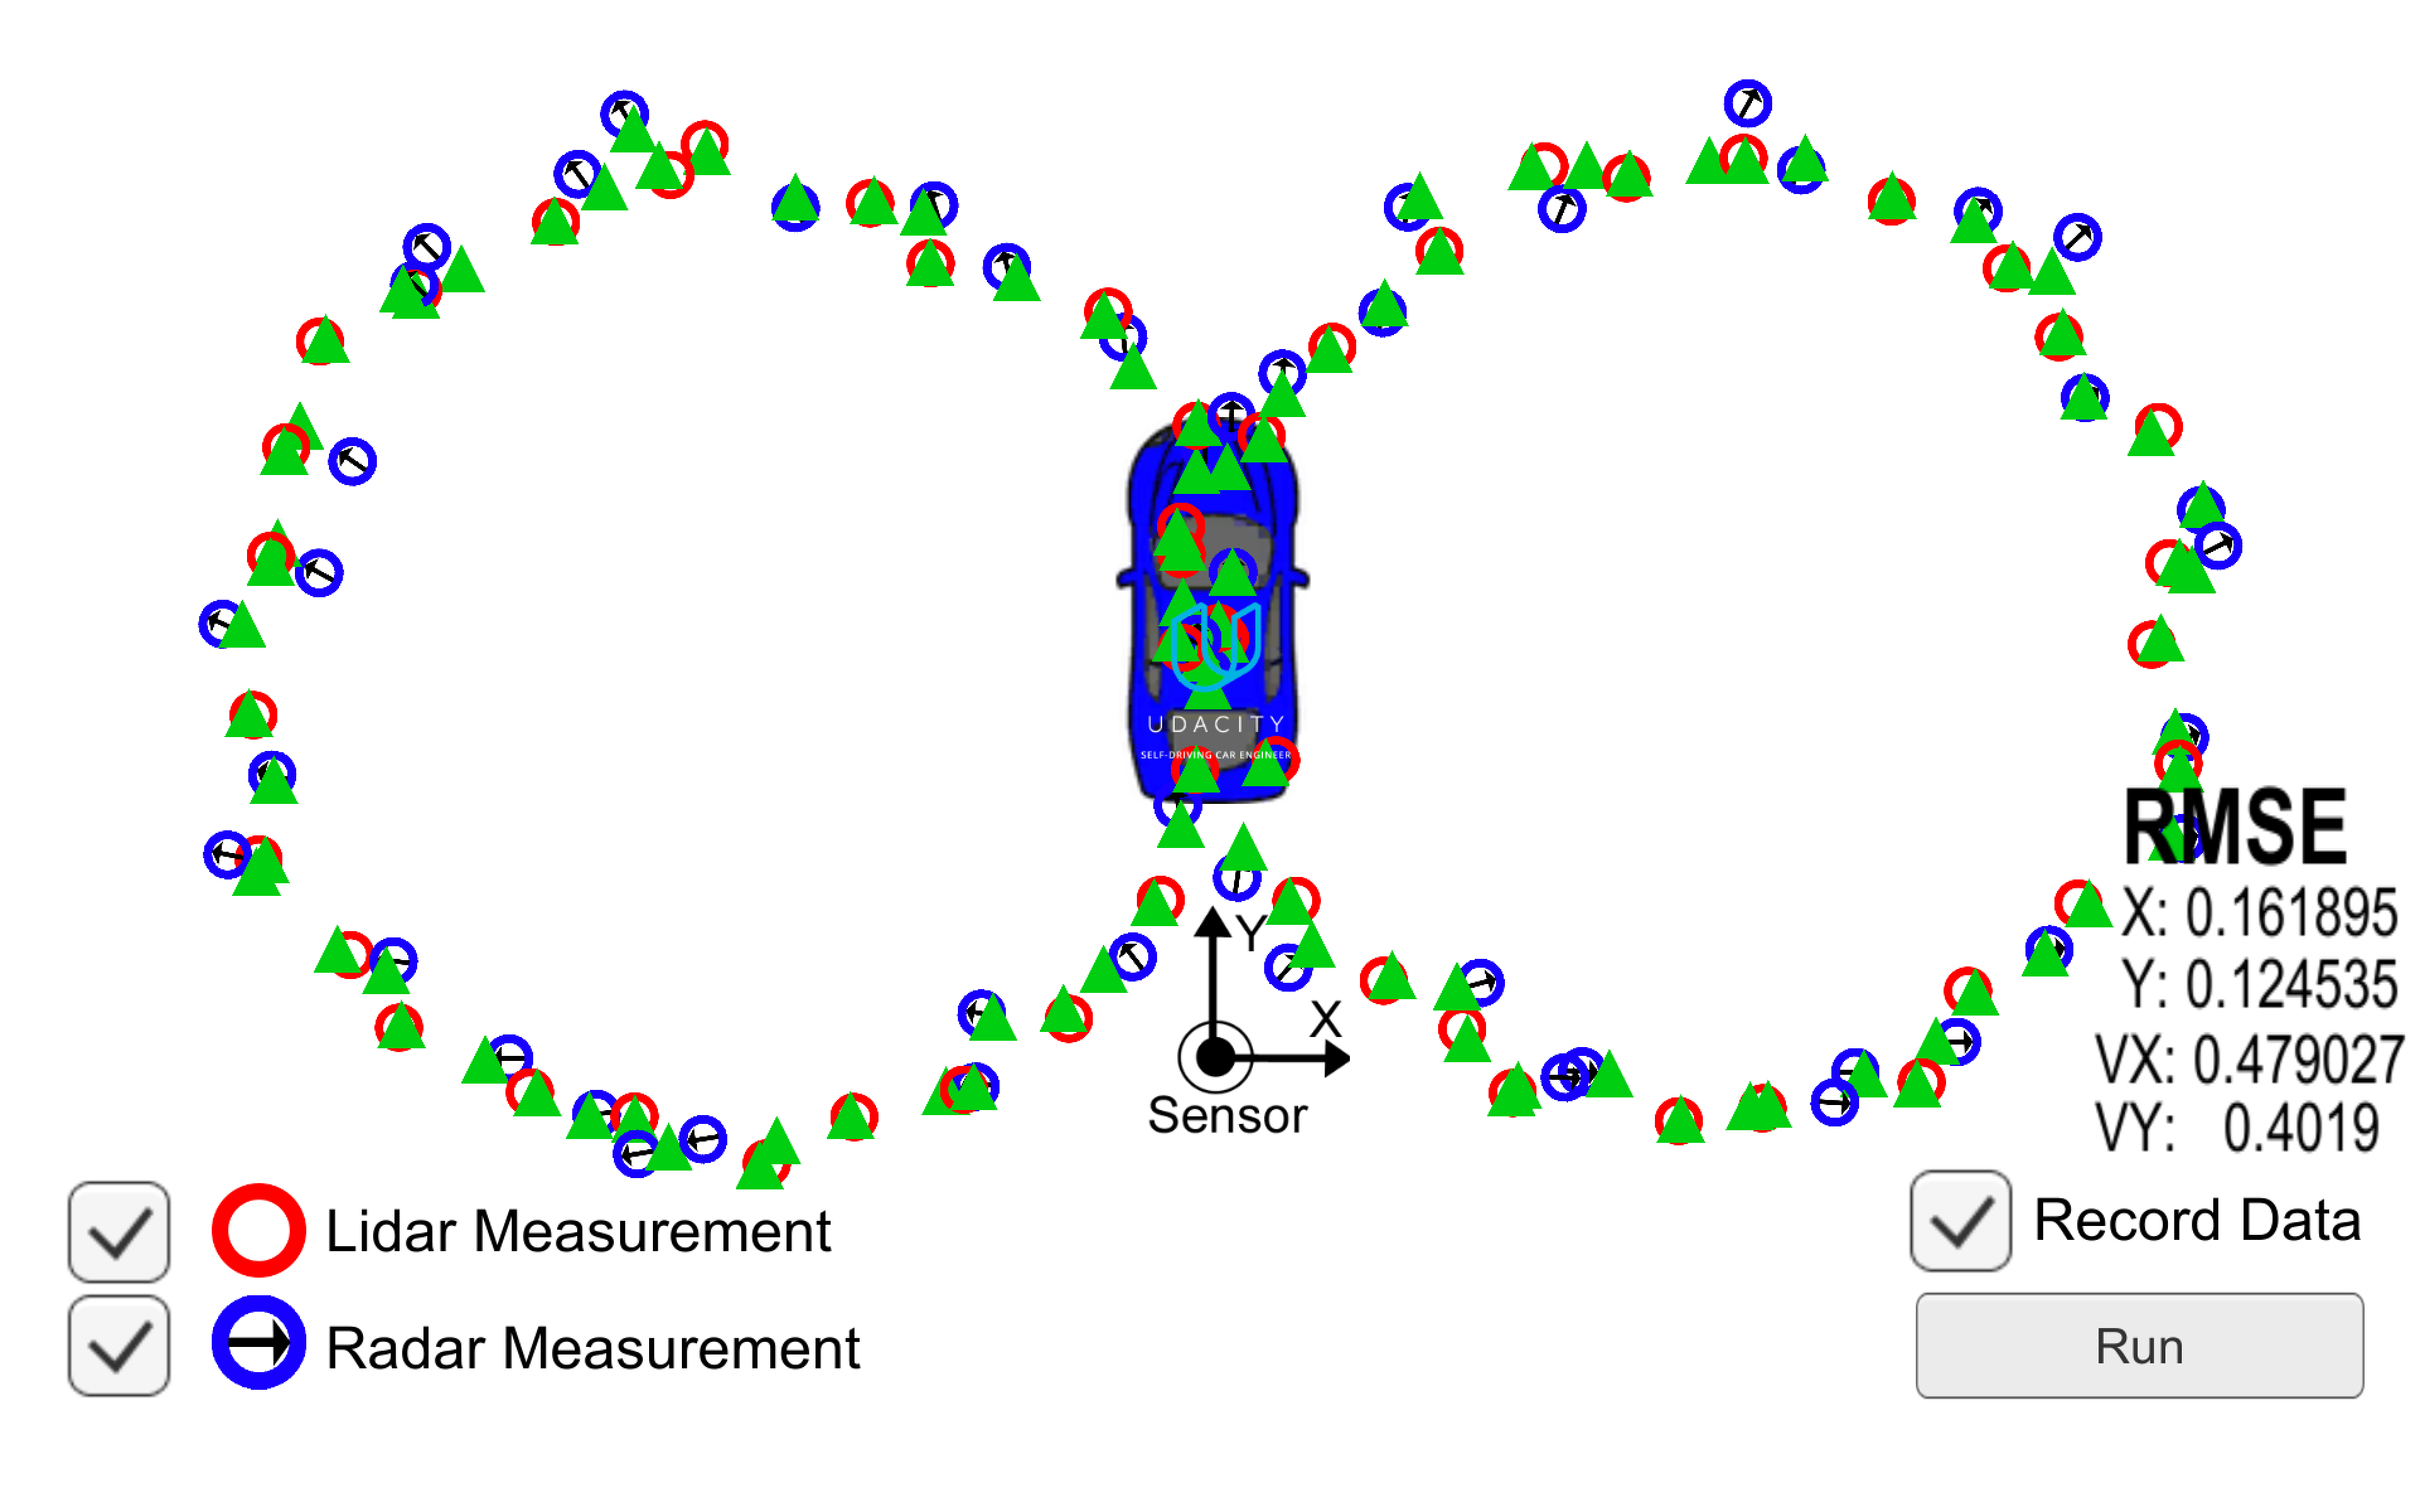 UDACITY
SELF-DRIVING CAR ENGINEER
RMSE
X: 0.161895
Y: 0.124535
VX: 0.479027
VY: 0.4019
Y
X
Sensor
Lidar Measurement
Radar Measurement
Record Data
Run